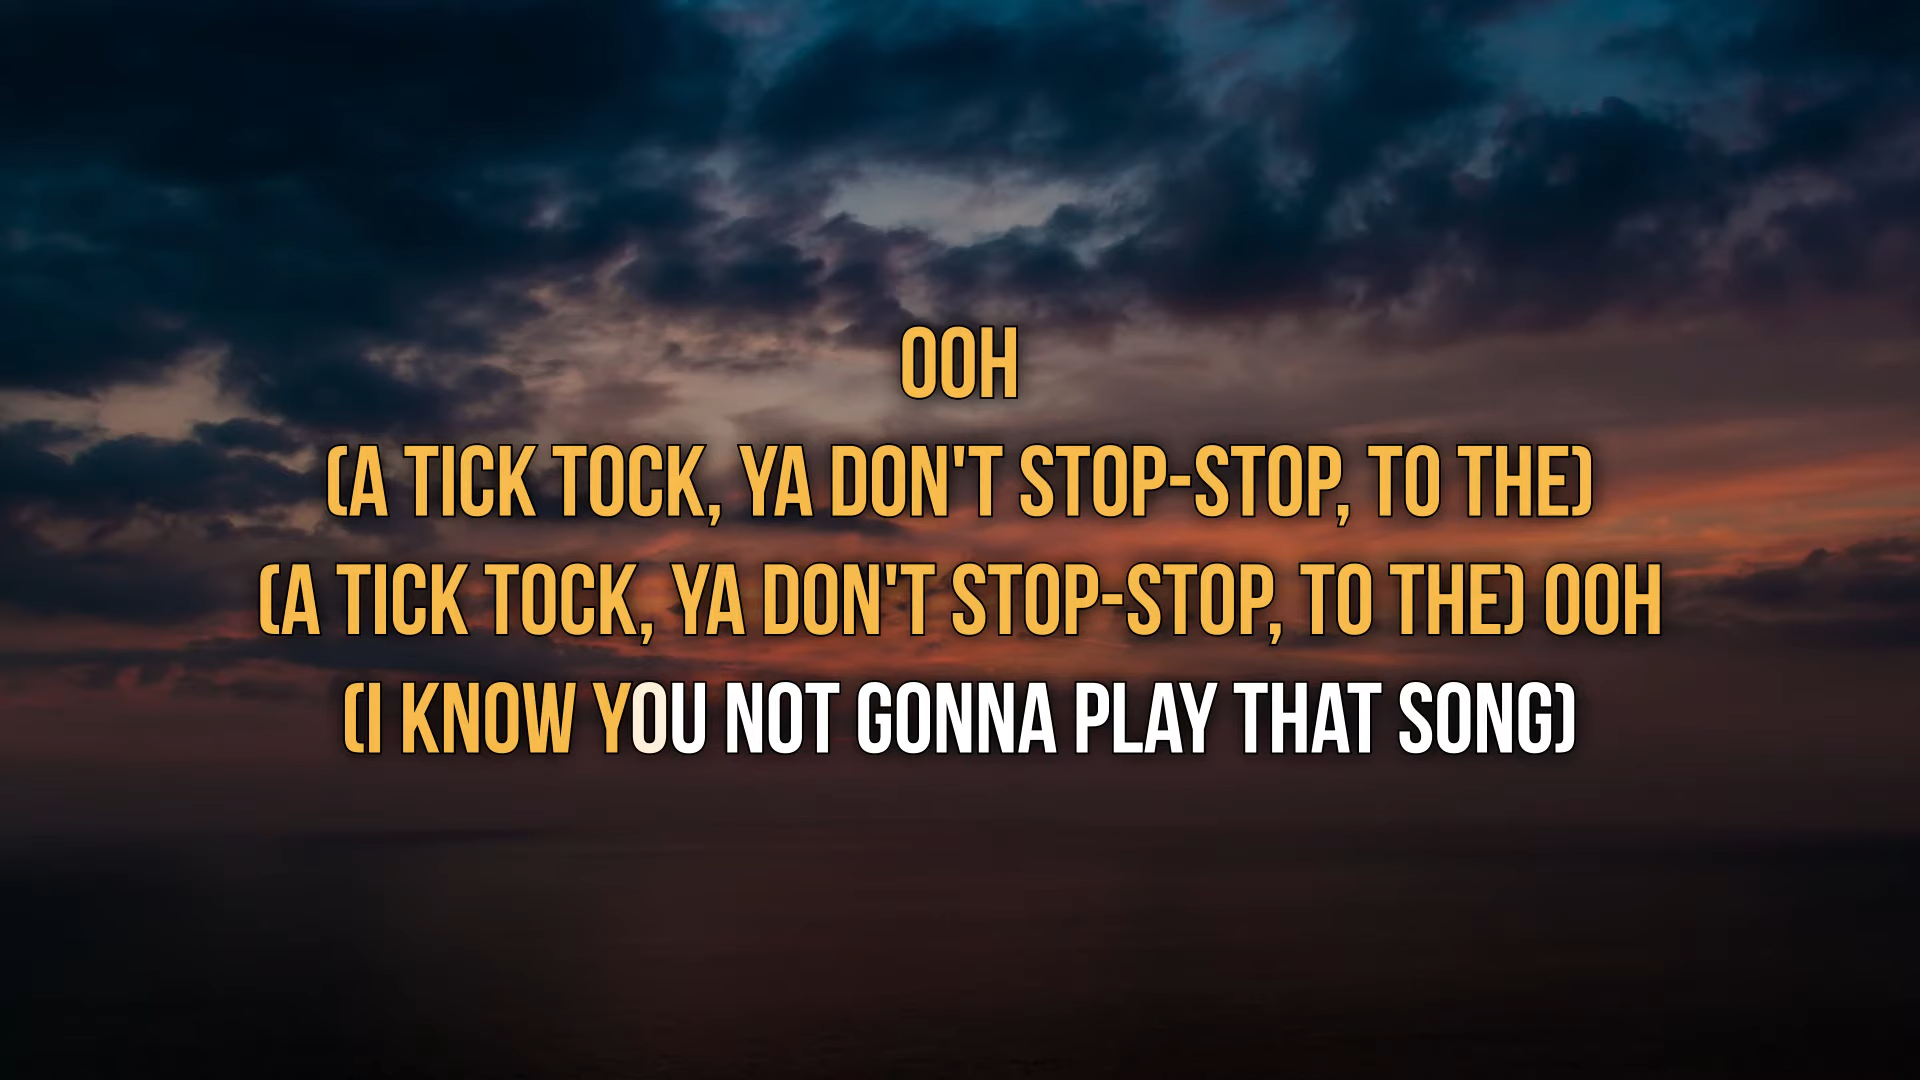 OOH
(A TICK TOCK, YA DON'T STOP-STOP, TO THE)
(A TICK TOCK, YA DON'T STOP-STOP, TO THE) OOH
(I KNOW YOU NOT GONNA PLAY THAT SONG)